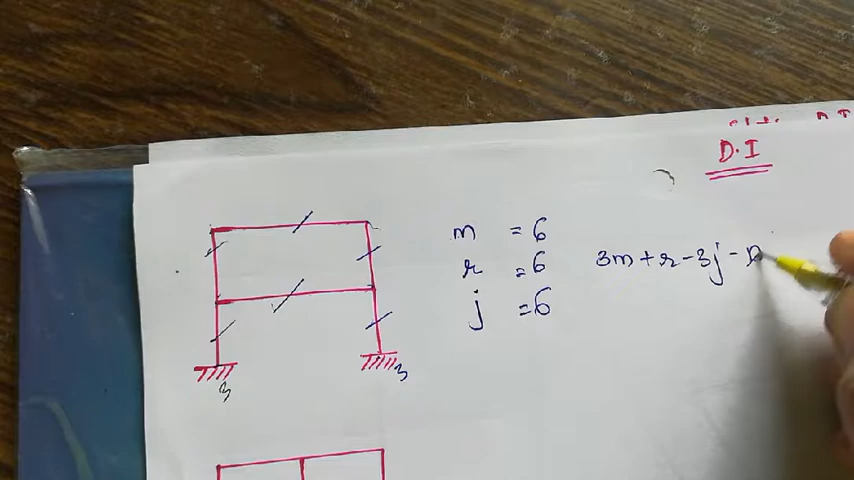 D.I
m = 6
r = 6
3m + r - 3j - r
j = 6
3
3